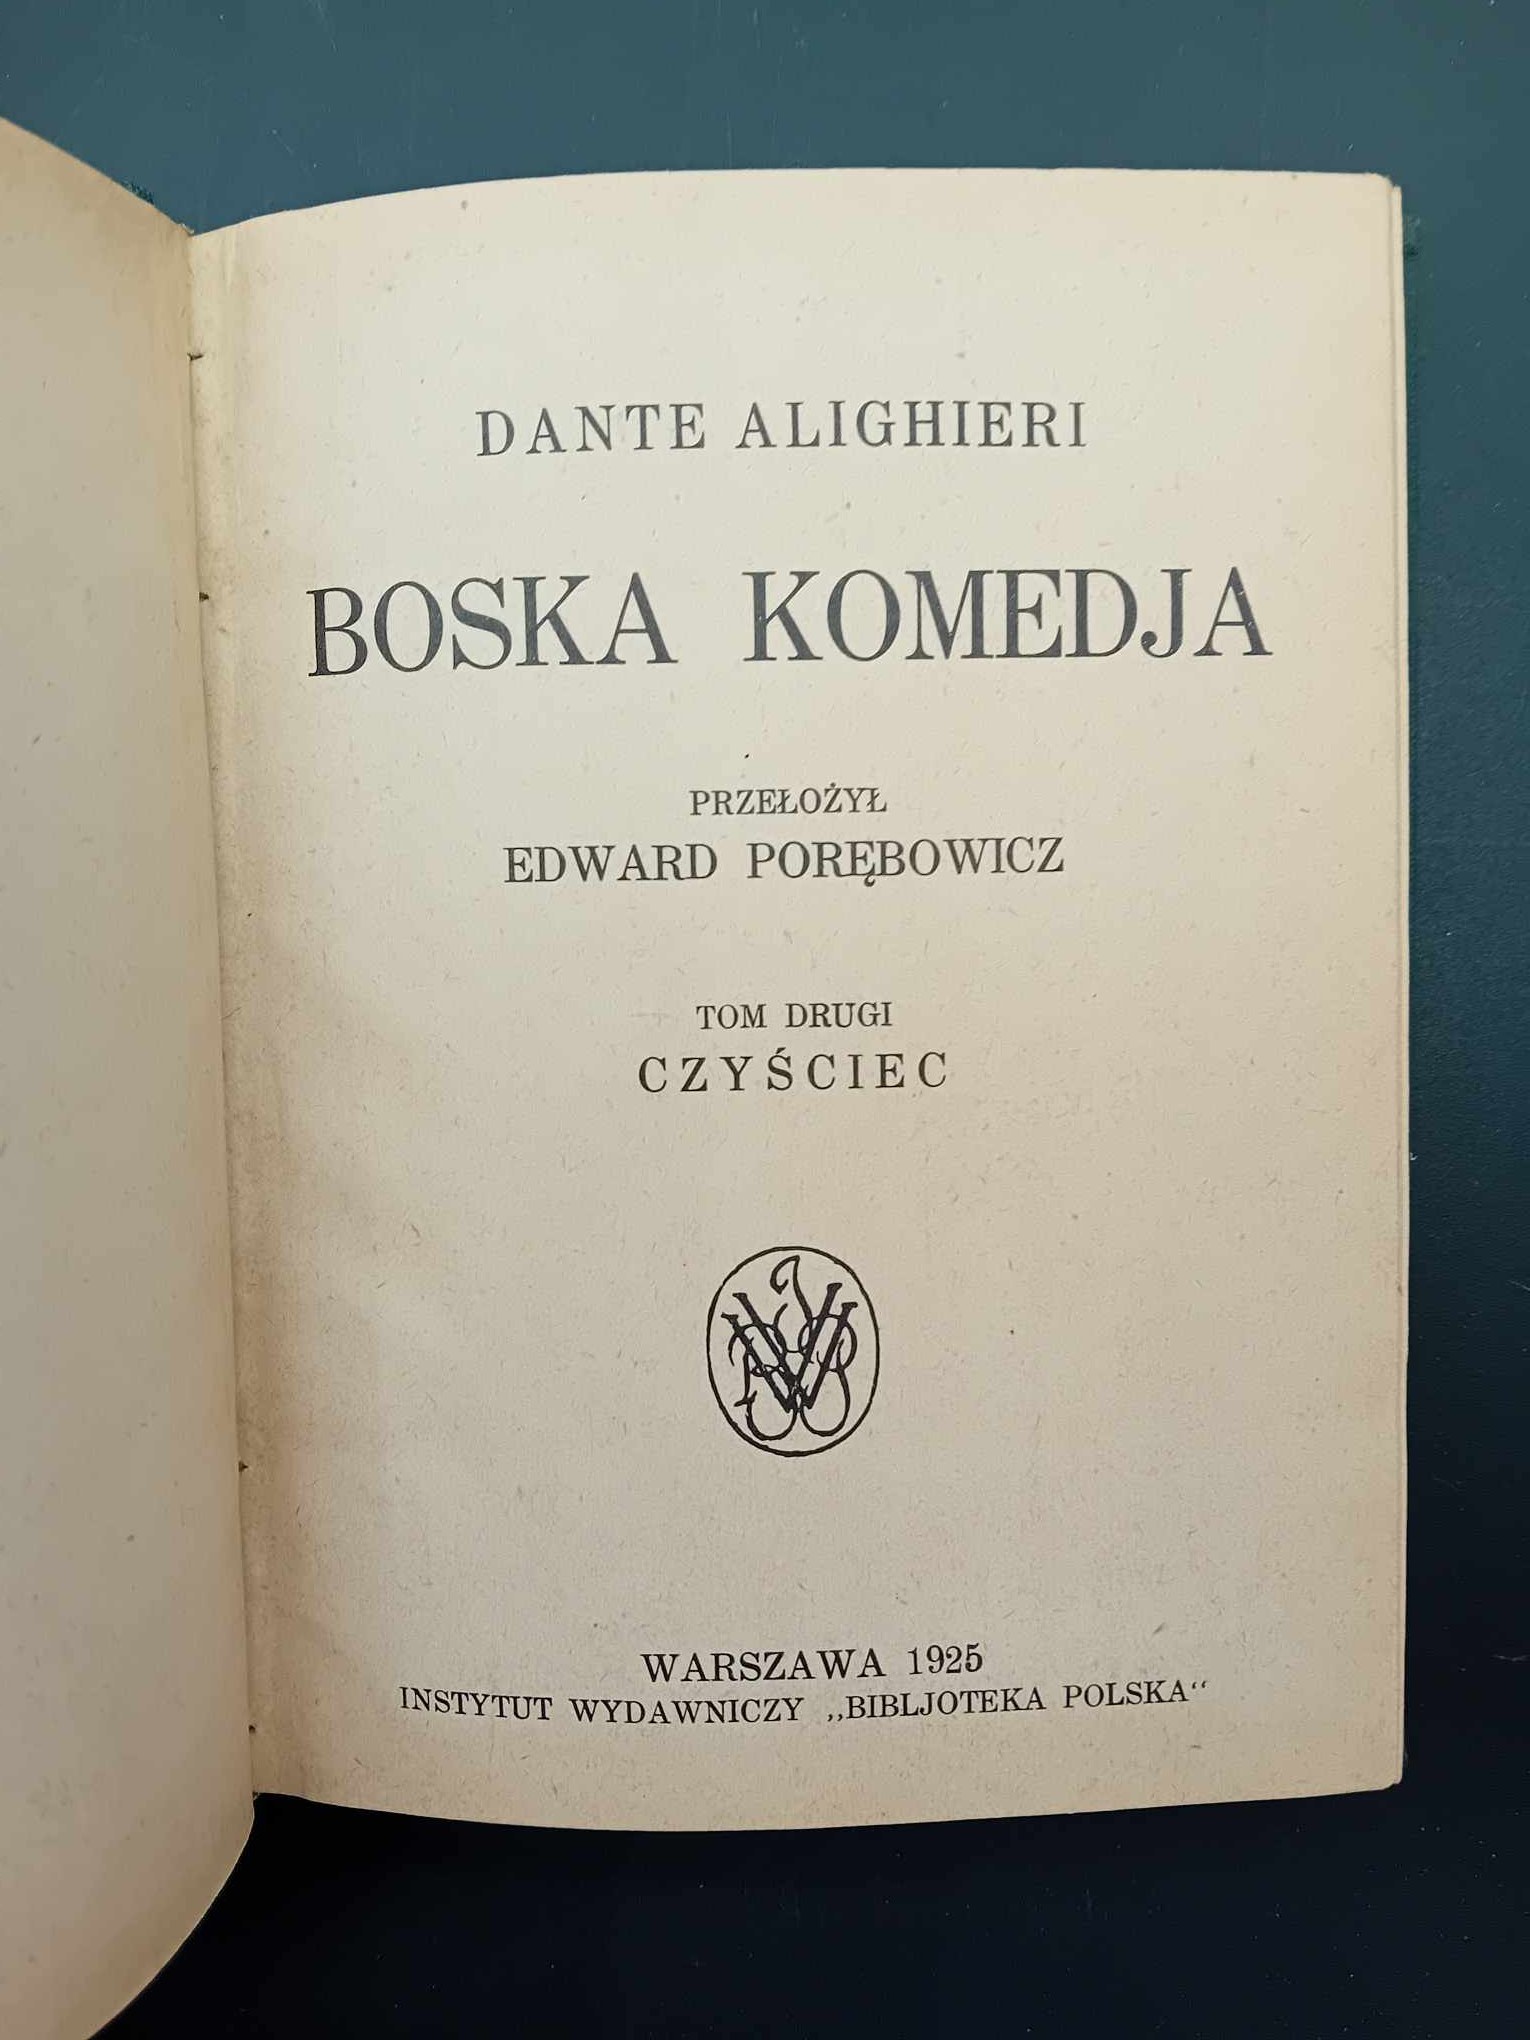 DANTE ALIGHIERI
BOSKA KOMEDJA
PRZEŁOŻYŁ
EDWARD PORĘBOWICZ
TOM DRUGI
CZYŚCIEC
WARSZAWA 1925
INSTYTUT WYDAWNICZY „BIBLJOTEKA POLSKA“